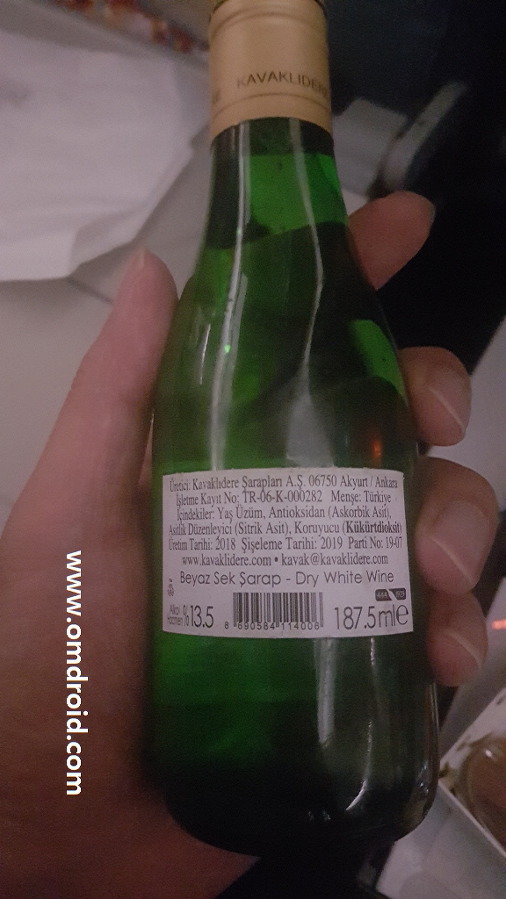 KAVAKLIDERE
Üretici: Kavaklıdere Şarapları A.Ş. 06750 Akyurt / Ankara
İşletme Kayıt No: TR-06-K-000282 Menşe: Türkiye
İçindekiler: Yaş Üzüm, Antioksidan (Askorbik Asit),
Asitlik Düzenleyici (Sitrik Asit), Koruyucu (Kükürtdioksit)
Üretim Tarihi: 2018 Şişeleme Tarihi: 2019 Parti No: 19-07
www.kavaklidere.com • kavak@kavaklidere.com
Beyaz Sek Şarap - Dry White Wine
Alkol %
Hacmen 13.5
8 690584 114006
187.5ml e
www.omdroid.com